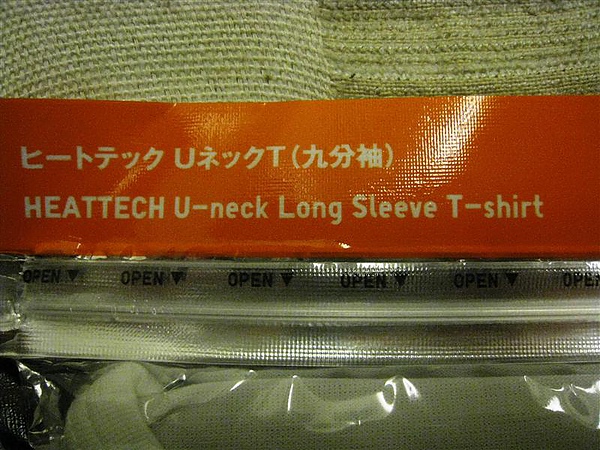 ヒートテック UネックT(九分袖)
HEATTECH U-neck Long Sleeve T-shirt
OPEN▼ OPEN▼ OPEN▼ OPEN▼ OPEN▼ OPEN